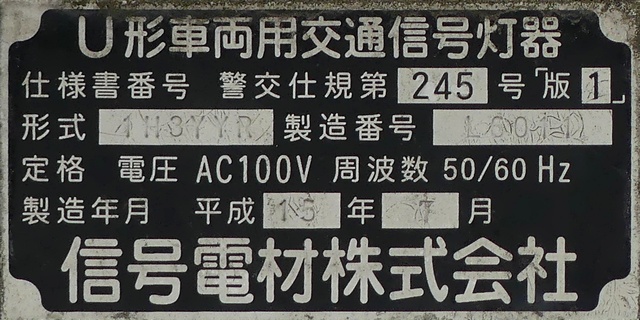 U形車両用交通信号灯器
仕様書番号 警交仕規第 245 号「版 1」
形式 1H3YYR 製造番号
定格 電圧 AC100V 周波数 50/60 Hz
製造年月 平成 15 年 7 月
信号電材株式会社